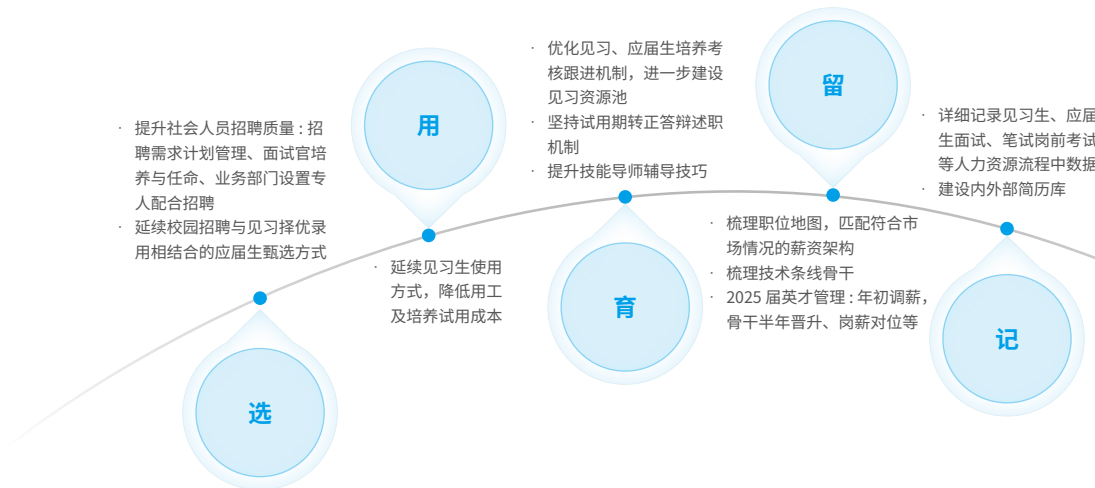 · 提升社会人员招聘质量：招
聘需求计划管理、面试官培
养与任命、业务部门设置专
人配合招聘
· 延续校园招聘与见习择优录
用相结合的应届生甄选方式
选
用
· 延续见习生使用
方式，降低用工
及培养试用成本
· 优化见习、应届生培养考
核跟进机制，进一步建设
见习资源池
· 坚持试用期转正答辩述职
机制
· 提升技能导师辅导技巧
育
留
· 梳理职位地图，匹配符合市
场情况的薪资架构
· 梳理技术条线骨干
· 2025 届英才管理：年初调薪，
骨干半年晋升、岗薪对位等
· 详细记录见习生、应届
生面试、笔试岗前考试
等人力资源流程中数据
· 建设内外部简历库
记